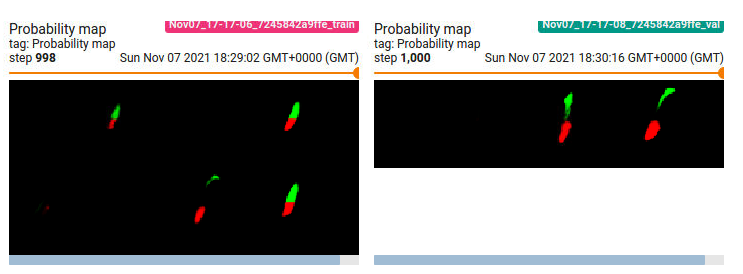 Probability map
Nov07_17-17-06_7245842a9ffe_train
tag: Probability map
step 998
Sun Nov 07 2021 18:29:02 GMT+0000 (GMT)
Probability map
Nov07_17-17-08_7245842a9ffe_val
tag: Probability map
step 1,000
Sun Nov 07 2021 18:30:16 GMT+0000 (GMT)